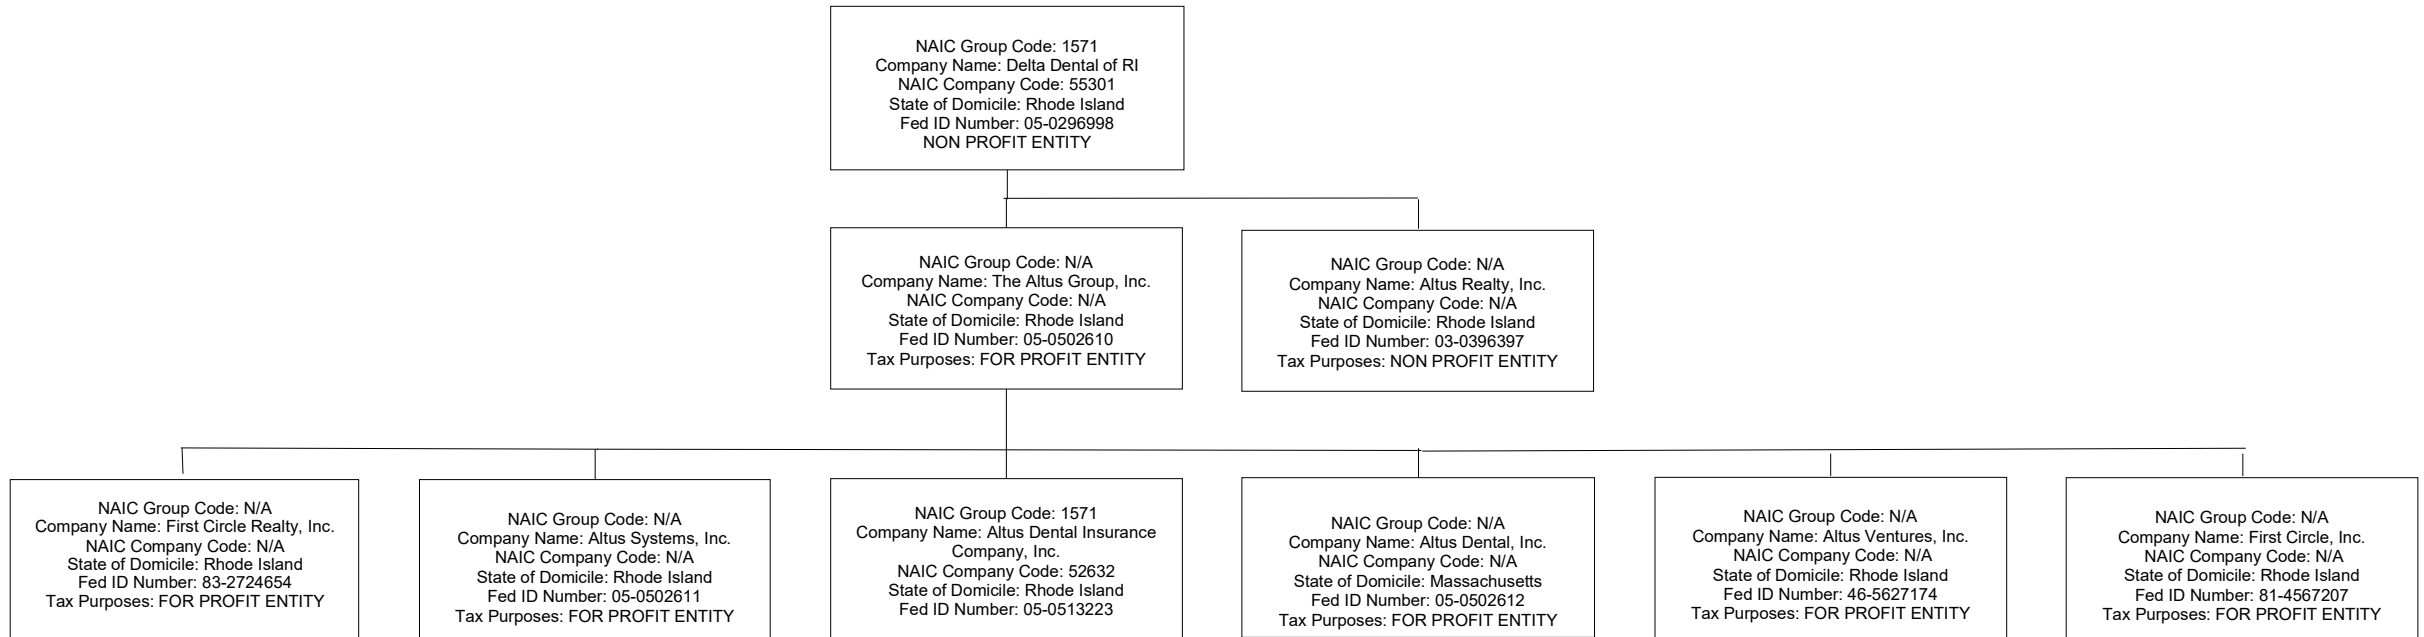 NAIC Group Code: 1571
Company Name: Delta Dental of RI
NAIC Company Code: 55301
State of Domicile: Rhode Island
Fed ID Number: 05-0296998
NON PROFIT ENTITY
NAIC Group Code: N/A
Company Name: The Altus Group, Inc.
NAIC Company Code: N/A
State of Domicile: Rhode Island
Fed ID Number: 05-0502610
Tax Purposes: FOR PROFIT ENTITY
NAIC Group Code: N/A
Company Name: Altus Realty, Inc.
NAIC Company Code: N/A
State of Domicile: Rhode Island
Fed ID Number: 03-0396397
Tax Purposes: NON PROFIT ENTITY
NAIC Group Code: N/A
Company Name: First Circle Realty, Inc.
NAIC Company Code: N/A
State of Domicile: Rhode Island
Fed ID Number: 83-2724654
Tax Purposes: FOR PROFIT ENTITY
NAIC Group Code: N/A
Company Name: Altus Systems, Inc.
NAIC Company Code: N/A
State of Domicile: Rhode Island
Fed ID Number: 05-0502611
Tax Purposes: FOR PROFIT ENTITY
NAIC Group Code: 1571
Company Name: Altus Dental Insurance
Company, Inc.
NAIC Company Code: 52632
State of Domicile: Rhode Island
Fed ID Number: 05-0513223
NAIC Group Code: N/A
Company Name: Altus Dental, Inc.
NAIC Company Code: N/A
State of Domicile: Massachusetts
Fed ID Number: 05-0502612
Tax Purposes: FOR PROFIT ENTITY
NAIC Group Code: N/A
Company Name: Altus Ventures, Inc.
NAIC Company Code: N/A
State of Domicile: Rhode Island
Fed ID Number: 46-5627174
Tax Purposes: FOR PROFIT ENTITY
NAIC Group Code: N/A
Company Name: First Circle, Inc.
NAIC Company Code: N/A
State of Domicile: Rhode Island
Fed ID Number: 81-4567207
Tax Purposes: FOR PROFIT ENTITY